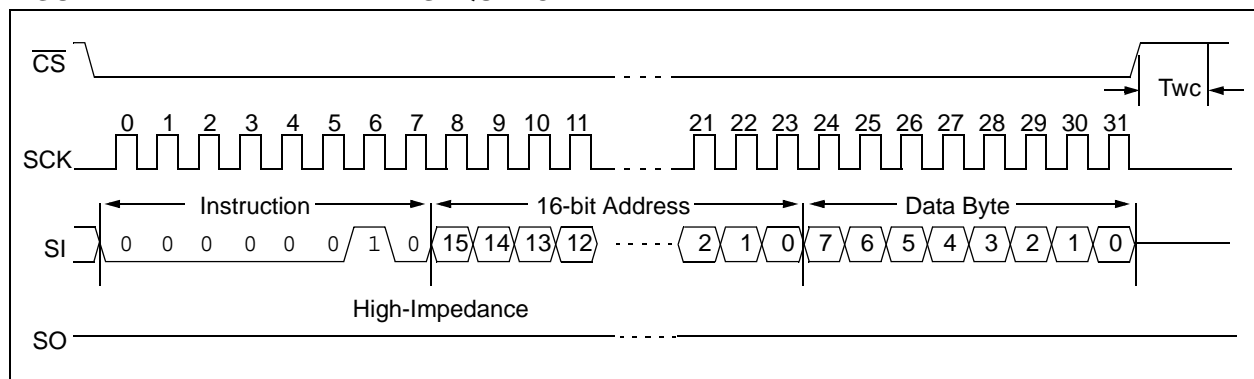 CS
Twc
0 1 2 3 4 5 6 7 8 9 10 11 21 22 23 24 25 26 27 28 29 30 31
SCK
Instruction 16-bit Address Data Byte
SI 0 0 0 0 0 0 1 0 15 14 13 12 2 1 0 7 6 5 4 3 2 1 0
High-Impedance
SO